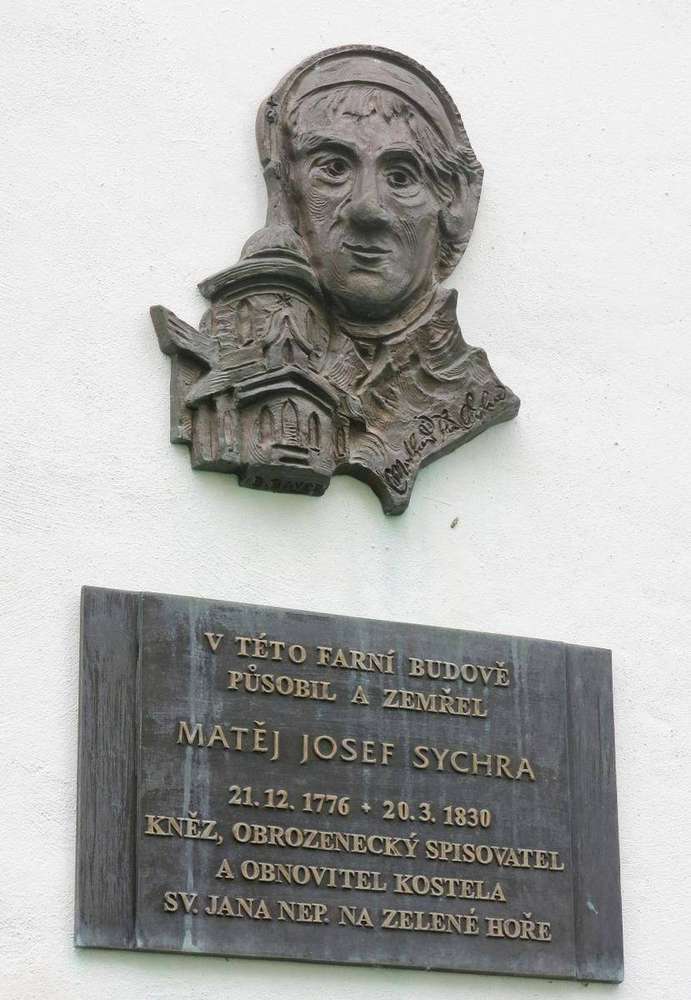 V TÉTO FARNÍ BUDOVĚ
PŮSOBIL A ZEMŘEL
MATĚJ JOSEF SYCHRA
21.12. 1776 + 20.3. 1830
KNĚZ, OBROZENECKÝ SPISOVATEL
A OBNOVITEL KOSTELA
SV. JANA NEP. NA ZELENÉ HOŘE